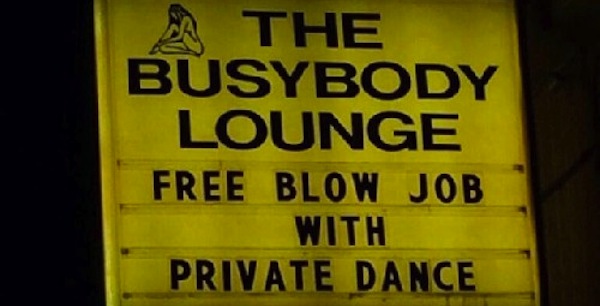 THE
BUSYBODY
LOUNGE
FREE BLOW JOB
WITH
PRIVATE DANCE